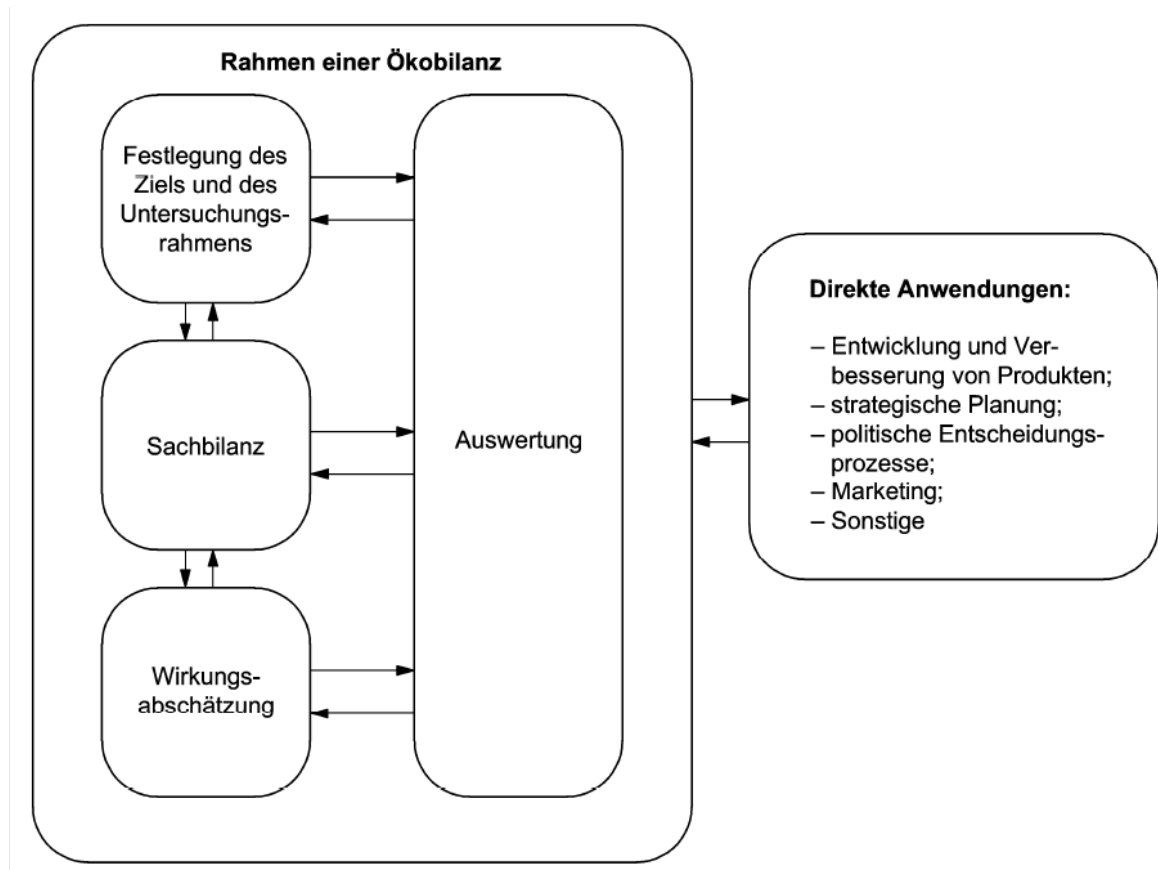 Rahmen einer Ökobilanz
Festlegung des
Ziels und des
Untersuchungs-
rahmens
Sachbilanz
Wirkungs-
abschätzung
Auswertung
Direkte Anwendungen:
– Entwicklung und Ver-
besserung von Produkten;
– strategische Planung;
– politische Entscheidungs-
prozesse;
– Marketing;
– Sonstige